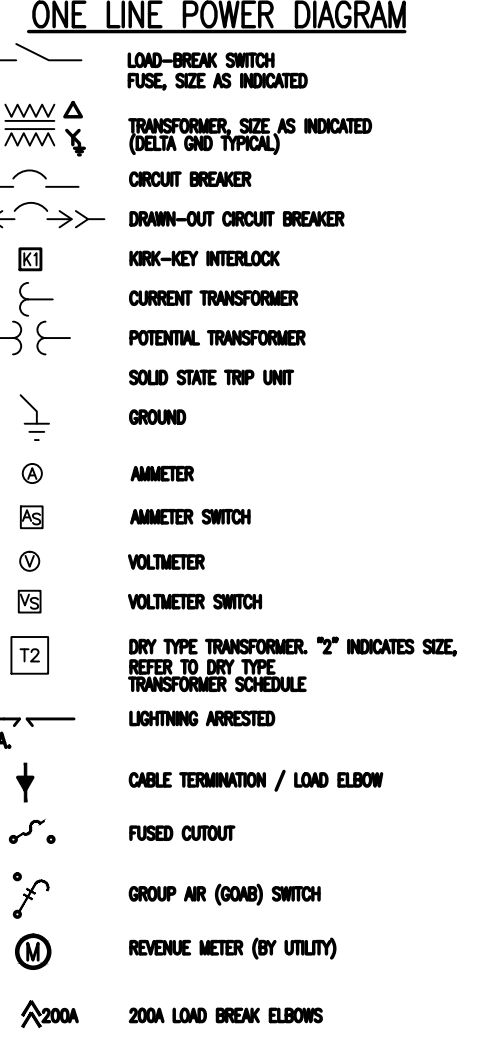 ONE LINE POWER DIAGRAM
LOAD-BREAK SWITCH
FUSE, SIZE AS INDICATED
TRANSFORMER, SIZE AS INDICATED
(DELTA GND TYPICAL)
CIRCUIT BREAKER
DRAWN-OUT CIRCUIT BREAKER
K1 KIRK-KEY INTERLOCK
CURRENT TRANSFORMER
POTENTIAL TRANSFORMER
SOLID STATE TRIP UNIT
GROUND
A AMMETER
AS AMMETER SWITCH
V VOLTMETER
VS VOLTMETER SWITCH
T2 DRY TYPE TRANSFORMER. "2" INDICATES SIZE,
REFER TO DRY TYPE
TRANSFORMER SCHEDULE
LIGHTNING ARRESTED
A.
CABLE TERMINATION / LOAD ELBOW
FUSED CUTOUT
GROUP AIR (GOAB) SWITCH
M REVENUE METER (BY UTILITY)
200A 200A LOAD BREAK ELBOWS